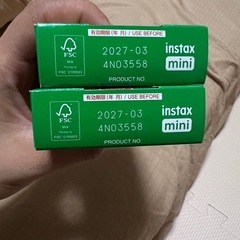 有効期限(年 月) / USE BEFORE
FSC
2027-03
4N03558
PRODUCT NO
instax
mini
有効期限(年 月) / USE BEFORE
FSC
2027-03
4N03558
PRODUCT NO
instax
mini